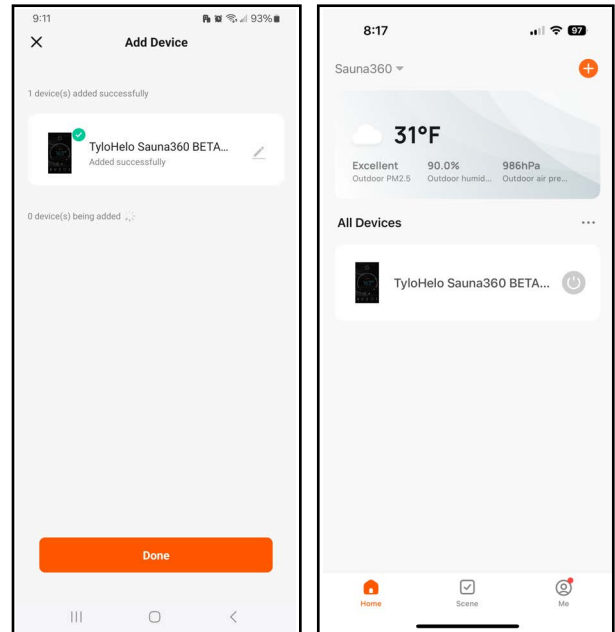 9:11
93%
Add Device
1 device(s) added successfully
TyloHelo Sauna360 BETA...
Added successfully
0 device(s) being added
Done
8:17
97
Sauna360
31°F
Excellent
90.0%
986hPa
Outdoor PM2.5
Outdoor humid...
Outdoor air pre...
All Devices
TyloHelo Sauna360 BETA...
Home
Scene
Me